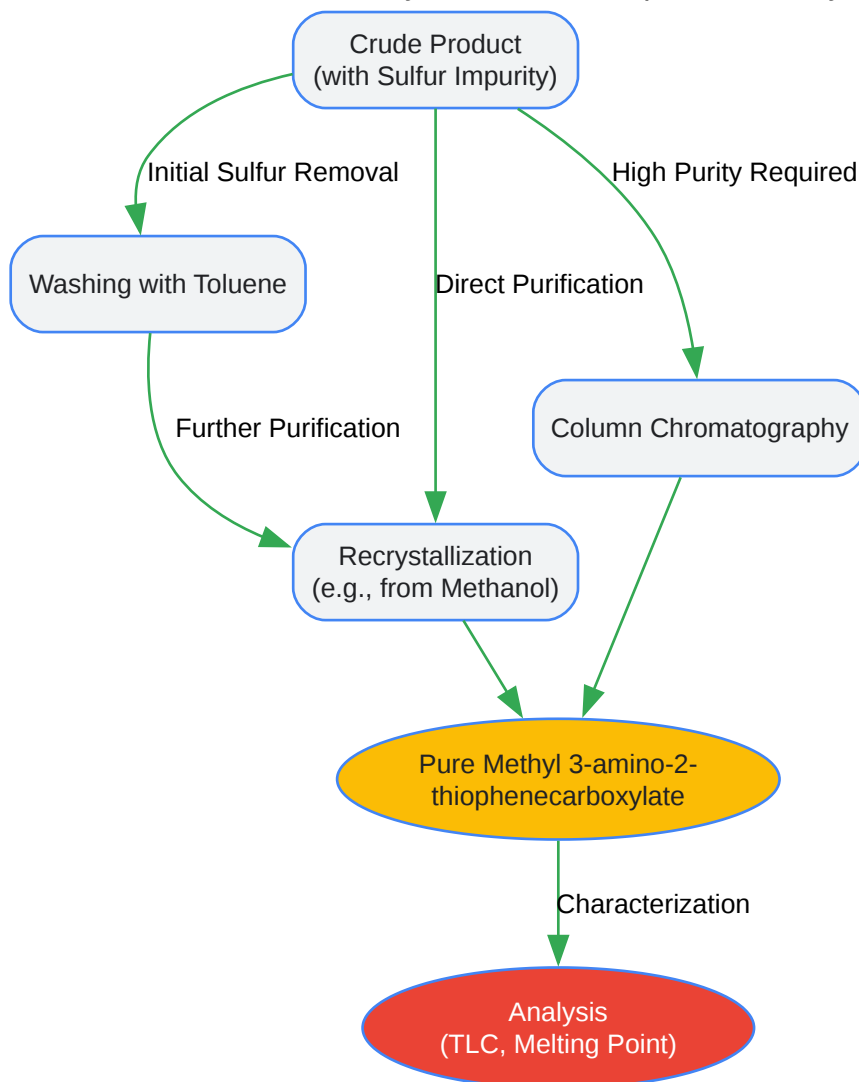 Crude Product
(with Sulfur Impurity)
Initial Sulfur Removal
High Purity Required
Washing with Toluene
Direct Purification
Further Purification
Column Chromatography
Recrystallization
(e.g., from Methanol)
Pure Methyl 3-amino-2-
thiophenecarboxylate
Characterization
Analysis
(TLC, Melting Point)